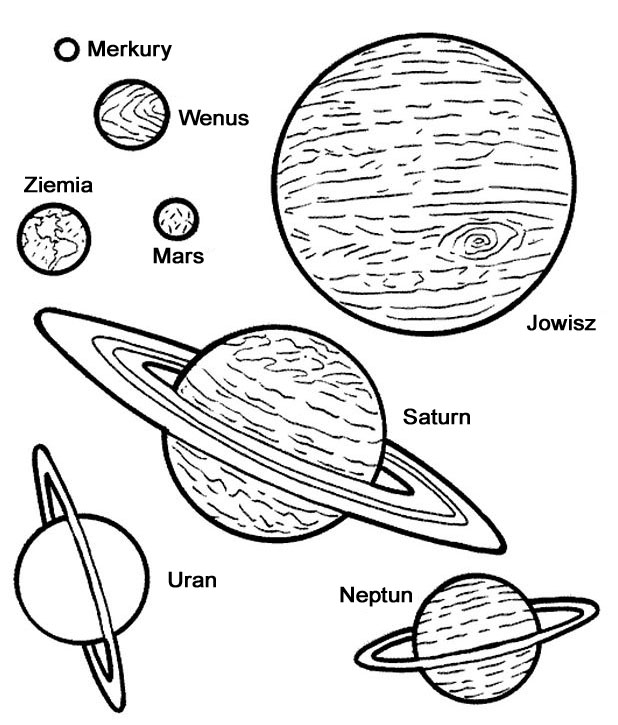 Merkury
Wenus
Ziemia
Mars
Jowisz
Saturn
Uran
Neptun